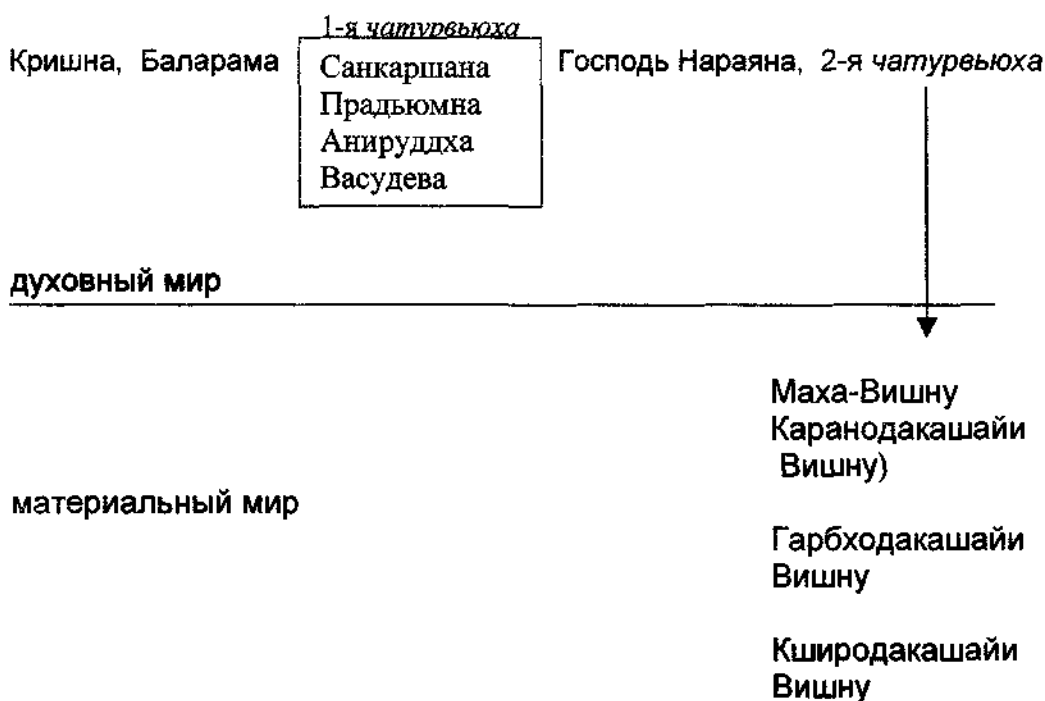 1-я чатурвьюха
Кришна, Баларама
Санкаршана
Прадьюмна
Анируддха
Васудева
Господь Нараяна, 2-я чатурвьюха
духовный мир
Маха-Вишну
Каранодакашайи
Вишну)
материальный мир
Гарбходакашайи
Вишну
Кширодакашайи
Вишну